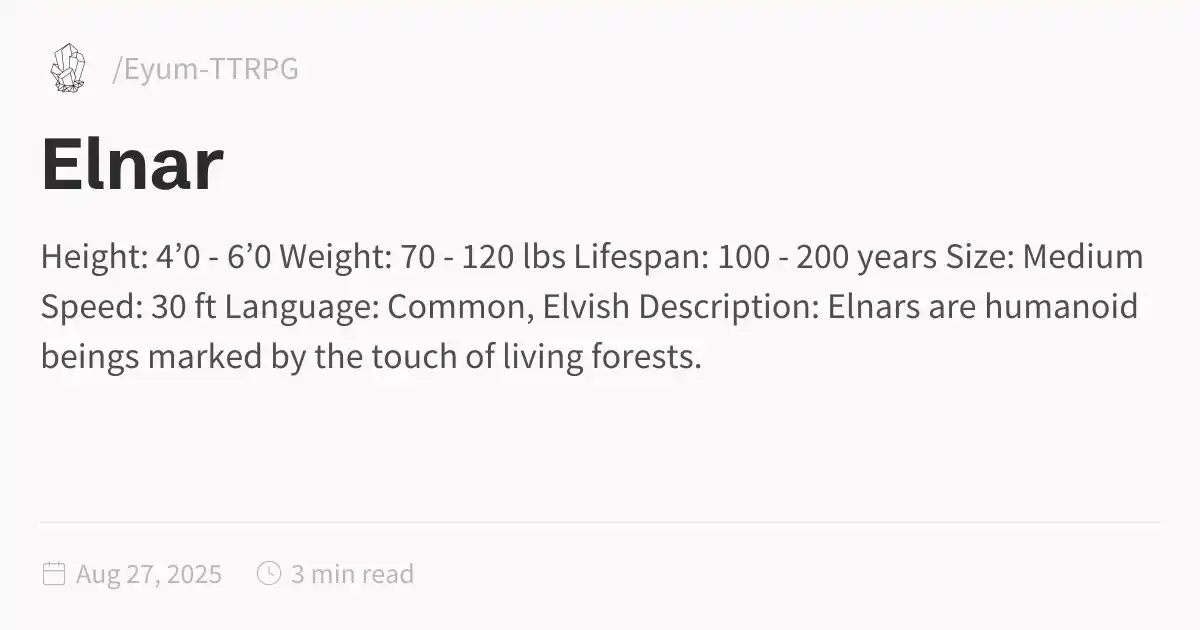 /Eyum-TTRPG
Elnar
Height: 4’0 - 6’0 Weight: 70 - 120 lbs Lifespan: 100 - 200 years Size: Medium
Speed: 30 ft Language: Common, Elvish Description: Elnars are humanoid
beings marked by the touch of living forests.
Aug 27, 2025 3 min read